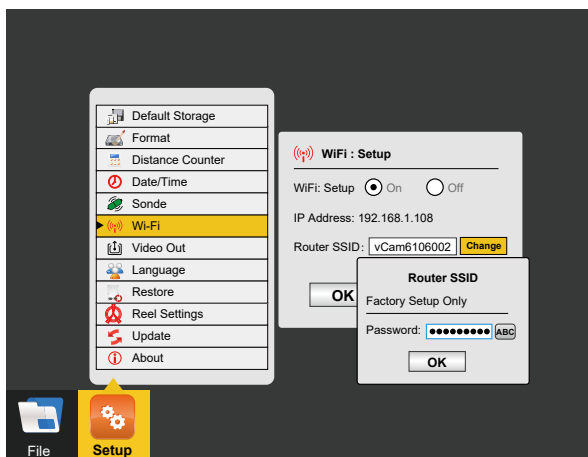 Default Storage
Format
Distance Counter
Date/Time
Sonde
Wi-Fi
Video Out
Language
Restore
Reel Settings
Update
About
WiFi : Setup
WiFi: Setup On Off
IP Address: 192.168.1.108
Router SSID: vCam6106002 Change
OK
Router SSID
Factory Setup Only
Password: ●●●●●●●●● ABC
OK
File
Setup